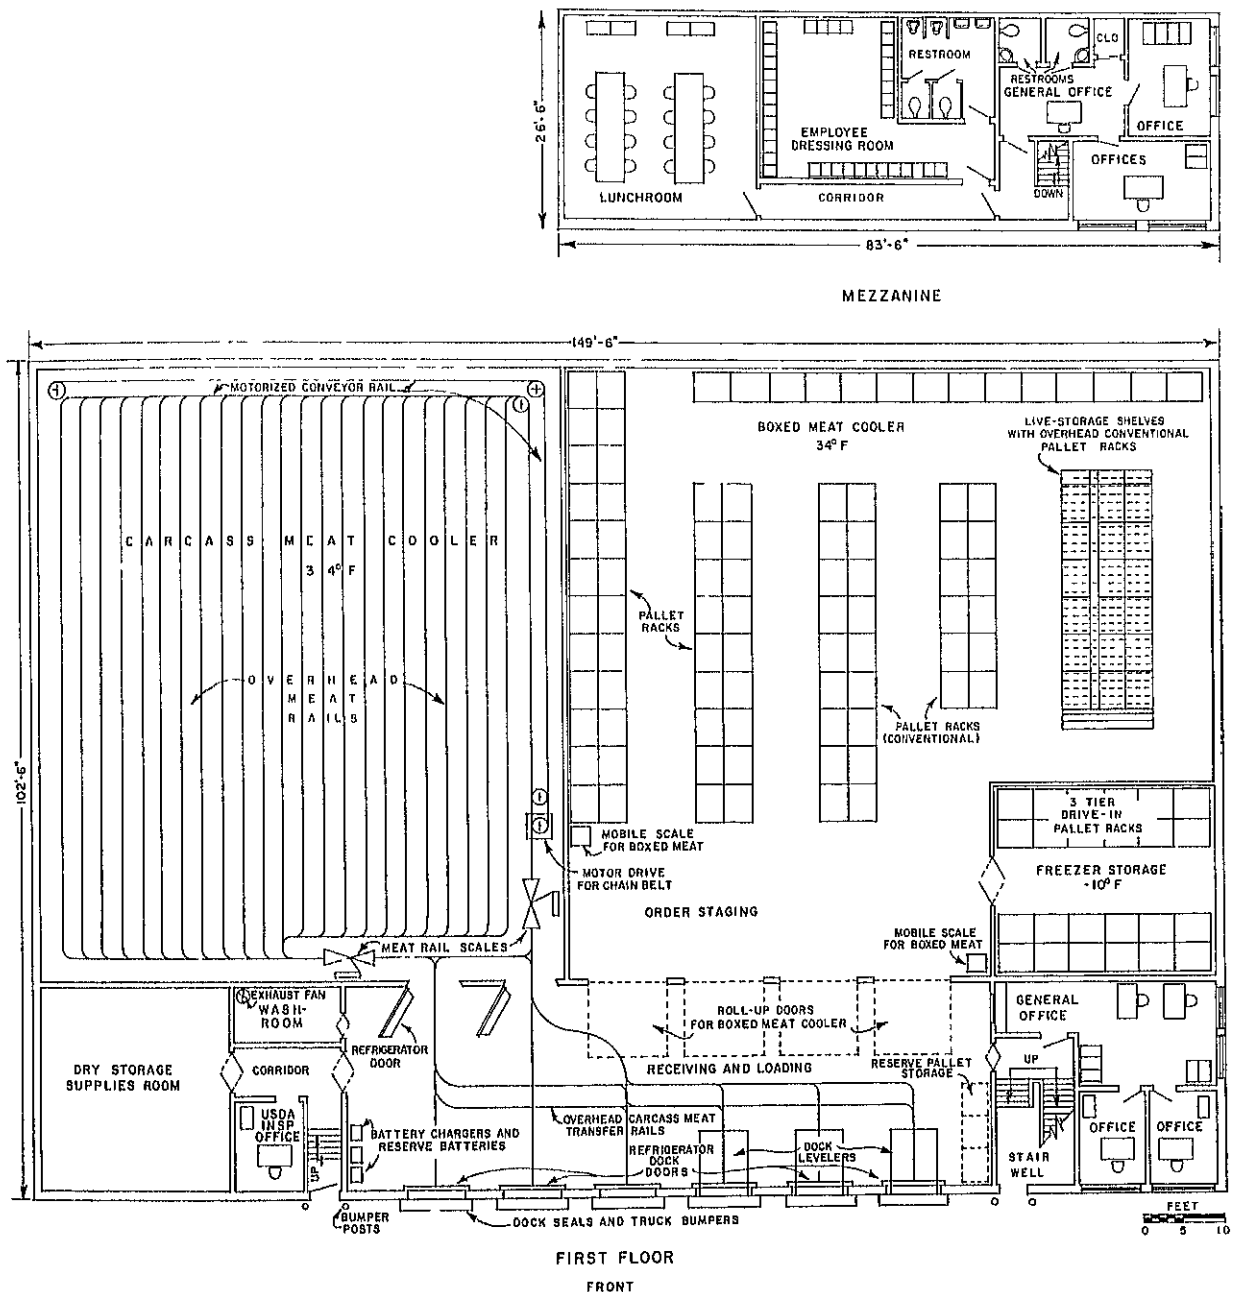 RESTROOM
CLO
RESTROOMS
GENERAL OFFICE
26'-6"
EMPLOYEE
DRESSING ROOM
OFFICE
OFFICES
LUNCHROOM
CORRIDOR
DOWN
83'-6"
MEZZANINE
149'-6"
MOTORIZED CONVEYOR RAIL
BOXED MEAT COOLER
34° F
LIVE-STORAGE SHELVES
WITH OVERHEAD CONVENTIONAL
PALLET RACKS
CARCASS MEAT COOLER
34° F
PALLET
RACKS
OVERHEAD
MEAT
RAILS
PALLET RACKS
(CONVENTIONAL)
102'-6"
3 TIER
DRIVE-IN
PALLET RACKS
MOBILE SCALE
FOR BOXED MEAT
MOTOR DRIVE
FOR CHAIN BELT
FREEZER STORAGE
-10° F
ORDER STAGING
MEAT RAIL SCALES
MOBILE SCALE
FOR BOXED MEAT
EXHAUST FAN
WASH-
ROOM
GENERAL
OFFICE
ROLL-UP DOORS
FOR BOXED MEAT COOLER
REFRIGERATOR
DOOR
DRY STORAGE
SUPPLIES ROOM
CORRIDOR
RECEIVING AND LOADING
RESERVE PALLET
STORAGE
UP
USDA
INSP
OFFICE
OVERHEAD CARCASS MEAT
TRANSFER RAILS
BATTERY CHARGERS AND
RESERVE BATTERIES
REFRIGERATOR
DOCK
DOORS
DOCK
LEVELERS
OFFICE
OFFICE
UP
STAIR
WELL
BUMPER
POSTS
DOCK SEALS AND TRUCK BUMPERS
FEET
0 5 10
FIRST FLOOR
FRONT